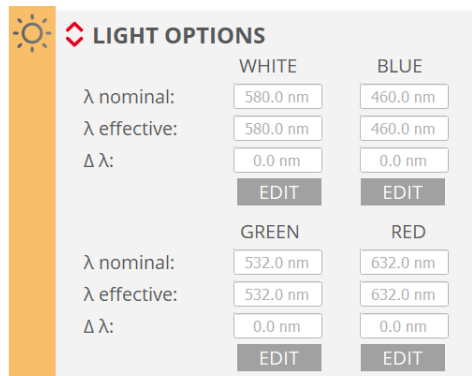 LIGHT OPTIONS
WHITE BLUE
λ nominal: 580.0 nm 460.0 nm
λ effective: 580.0 nm 460.0 nm
Δ λ: 0.0 nm 0.0 nm
EDIT EDIT
GREEN RED
λ nominal: 532.0 nm 632.0 nm
λ effective: 532.0 nm 632.0 nm
Δ λ: 0.0 nm 0.0 nm
EDIT EDIT